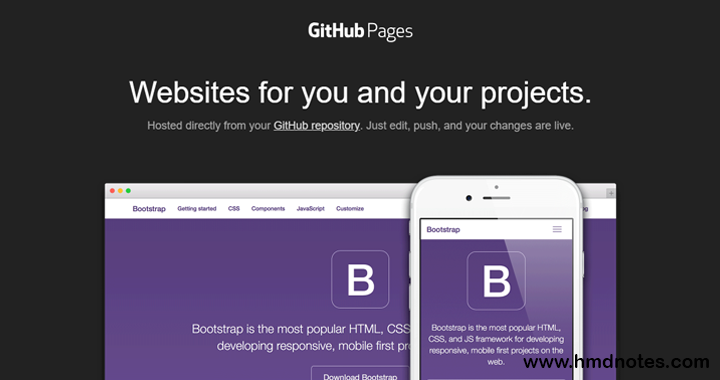 GitHub Pages
Websites for you and your projects.
Hosted directly from your GitHub repository. Just edit, push, and your changes are live.
Bootstrap Getting started CSS Components JavaScript Customize
B
Bootstrap is the most popular HTML, CSS
developing responsive, mobile first
Download Bootstrap
Bootstrap
B
Bootstrap is the most popular HTML,
CSS, and JS framework for developing
responsive, mobile first projects on the
web.
www.hmdnotes.com